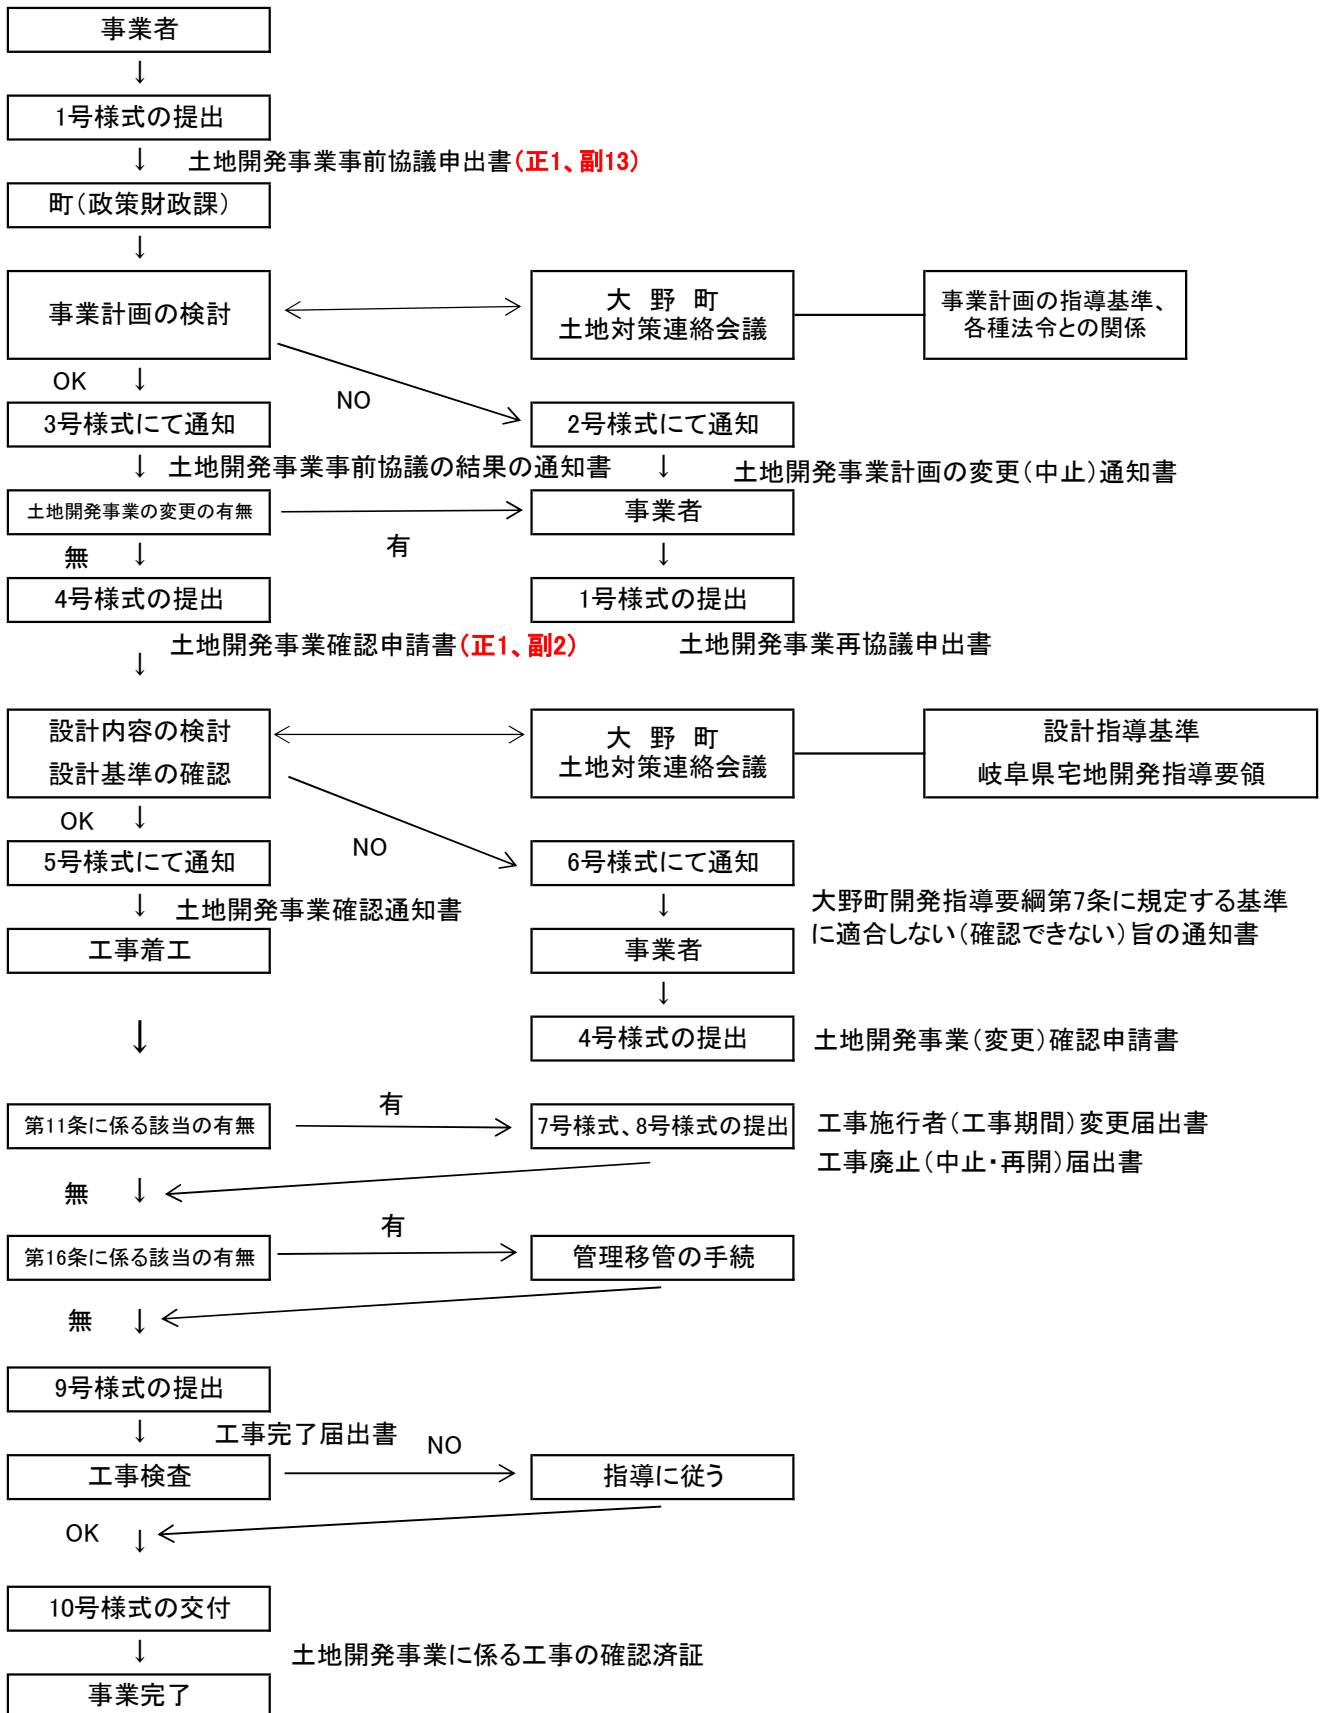 事業者
↓
1号様式の提出
↓ 土地開発事業事前協議申出書(正1、副13)
町(政策財政課)
↓
事業計画の検討
大 野 町
土地対策連絡会議
事業計画の指導基準、
各種法令との関係
OK ↓
NO
3号様式にて通知
2号様式にて通知
↓ 土地開発事業事前協議の結果の通知書
↓ 土地開発事業計画の変更(中止)通知書
土地開発事業の変更の有無
有
事業者
無 ↓
↓
4号様式の提出
1号様式の提出
土地開発事業確認申請書(正1、副2)
土地開発事業再協議申出書
↓
設計内容の検討
設計基準の確認
大 野 町
土地対策連絡会議
設計指導基準
岐阜県宅地開発指導要領
OK ↓
NO
5号様式にて通知
6号様式にて通知
↓ 土地開発事業確認通知書
↓
大野町開発指導要綱第7条に規定する基準
に適合しない(確認できない)旨の通知書
工事着工
事業者
↓
↓
4号様式の提出
土地開発事業(変更)確認申請書
第11条に係る該当の有無
有
7号様式、8号様式の提出
工事施行者(工事期間)変更届出書
工事廃止(中止・再開)届出書
無 ↓
第16条に係る該当の有無
有
管理移管の手続
無 ↓
9号様式の提出
↓ 工事完了届出書
NO
工事検査
指導に従う
OK ↓
10号様式の交付
↓ 土地開発事業に係る工事の確認済証
事業完了